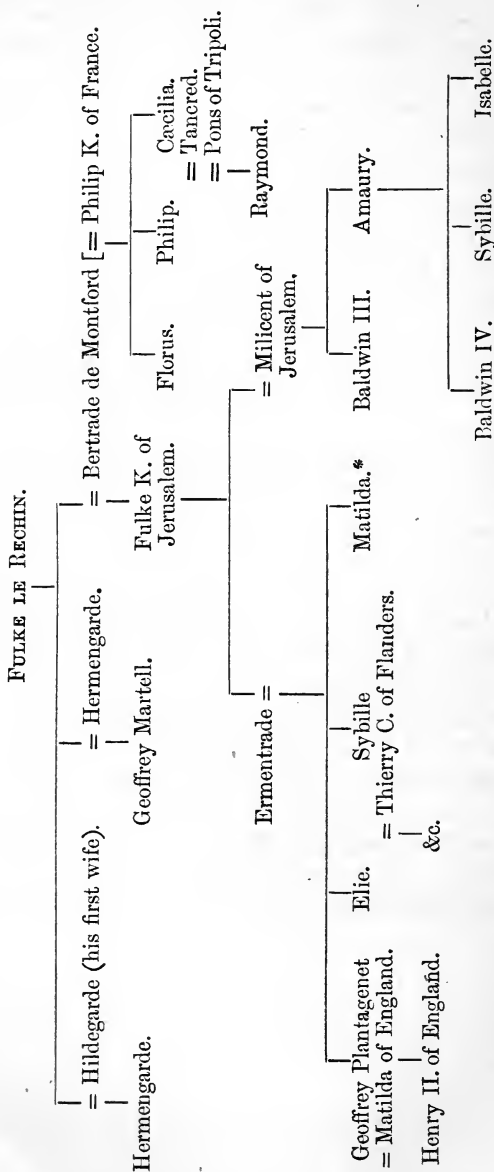 FULKE LE RECHIN.
= Hildegarde (his first wife).
= Hermengarde.
= Bertrade de Montford [= Philip K. of France.
Hermengarde.
Geoffrey Martell.
Fulke K. of
Jerusalem.
Florus.
Philip.
Cæcilia.
= Tancred.
= Pons of Tripoli.
Raymond.
Ermentrade =
= Milicent of
Jerusalem.
Geoffrey Plantagenet
= Matilda of England.
Henry II. of England.
Elie.
Sybille
= Thierry C. of Flanders.
&c.
Matilda.*
Baldwin III.
Amaury.
Baldwin IV.
Sybille.
Isabelle.